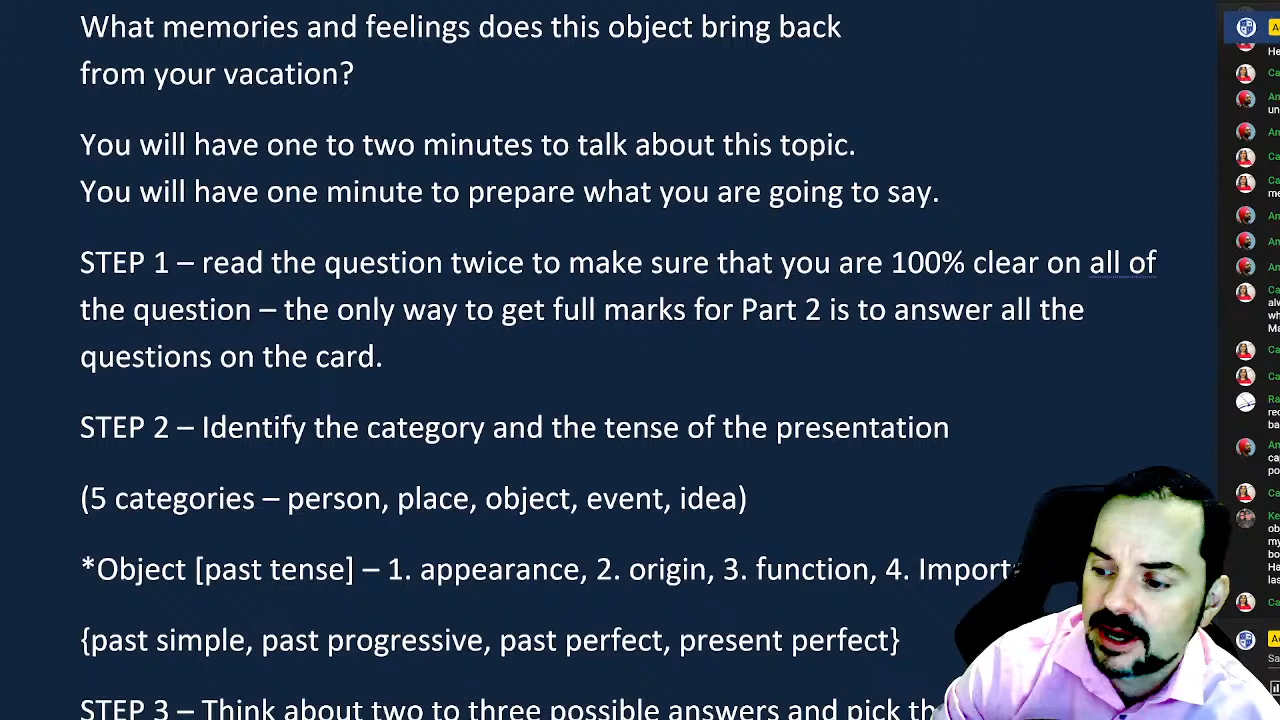 What memories and feelings does this object bring back
from your vacation?
You will have one to two minutes to talk about this topic.
You will have one minute to prepare what you are going to say.
STEP 1 – read the question twice to make sure that you are 100% clear on all of
the question – the only way to get full marks for Part 2 is to answer all the
questions on the card.
STEP 2 – Identify the category and the tense of the presentation
(5 categories – person, place, object, event, idea)
*Object [past tense] – 1. appearance, 2. origin, 3. function, 4.
{past simple, past progressive, past perfect, present perfect}
STEP 3 – Think about two to three possible answers and pick